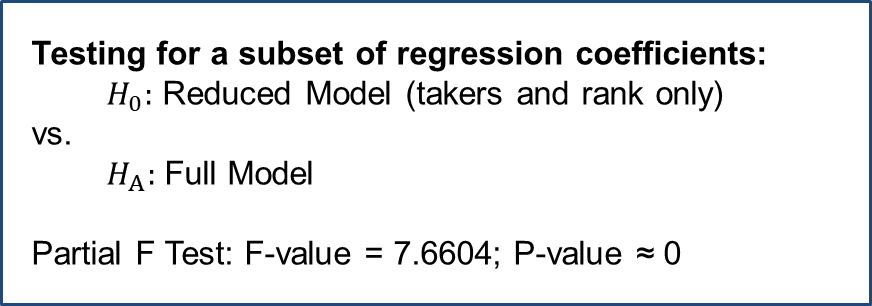 Testing for a subset of regression coefficients:
H₀: Reduced Model (takers and rank only)
vs.
H_A: Full Model
Partial F Test: F-value = 7.6604; P-value ≈ 0